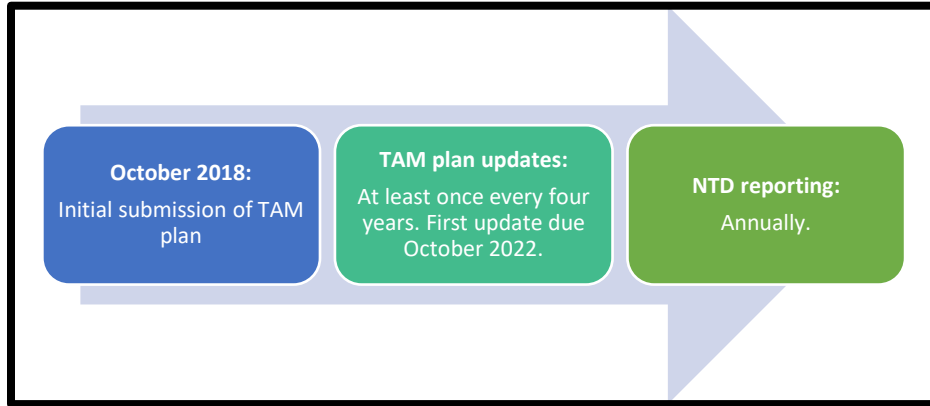 October 2018:
Initial submission of TAM
plan
TAM plan updates:
At least once every four
years. First update due
October 2022.
NTD reporting:
Annually.